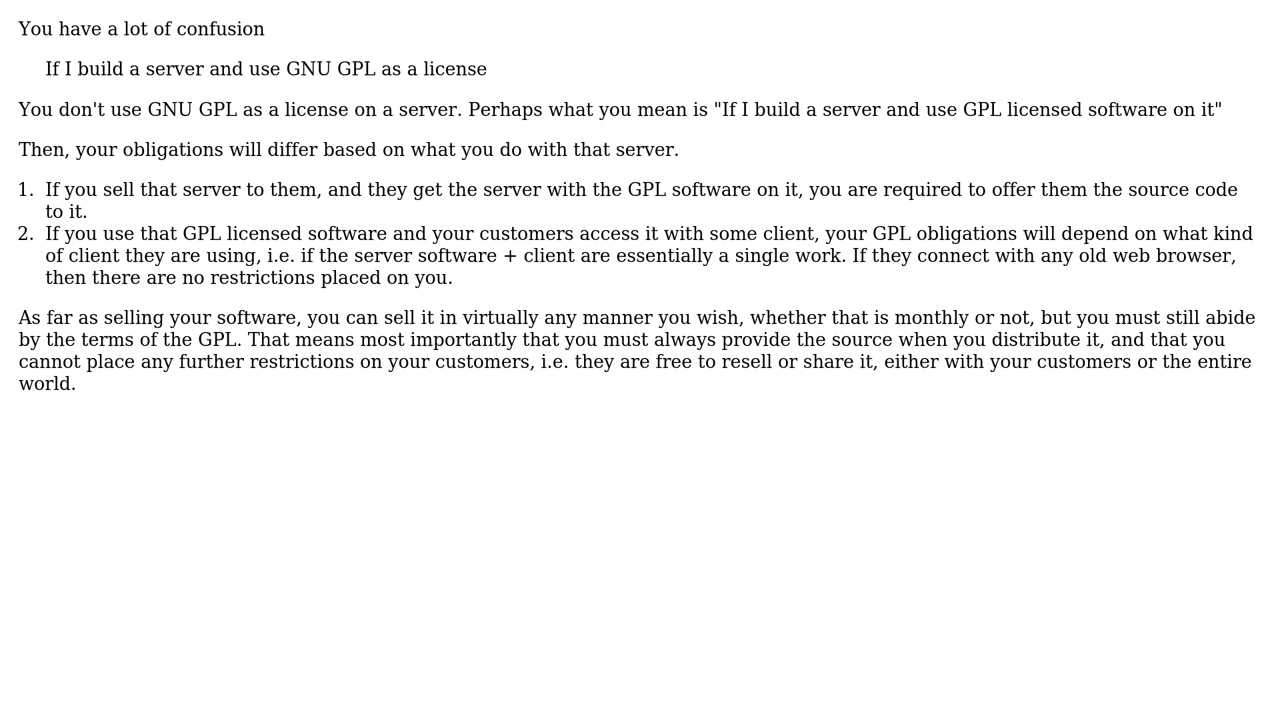 You have a lot of confusion
If I build a server and use GNU GPL as a license
You don't use GNU GPL as a license on a server. Perhaps what you mean is "If I build a server and use GPL licensed software on it"
Then, your obligations will differ based on what you do with that server.
1. If you sell that server to them, and they get the server with the GPL software on it, you are required to offer them the source code
to it.
2. If you use that GPL licensed software and your customers access it with some client, your GPL obligations will depend on what kind
of client they are using, i.e. if the server software + client are essentially a single work. If they connect with any old web browser,
then there are no restrictions placed on you.
As far as selling your software, you can sell it in virtually any manner you wish, whether that is monthly or not, but you must still abide
by the terms of the GPL. That means most importantly that you must always provide the source when you distribute it, and that you
cannot place any further restrictions on your customers, i.e. they are free to resell or share it, either with your customers or the entire
world.